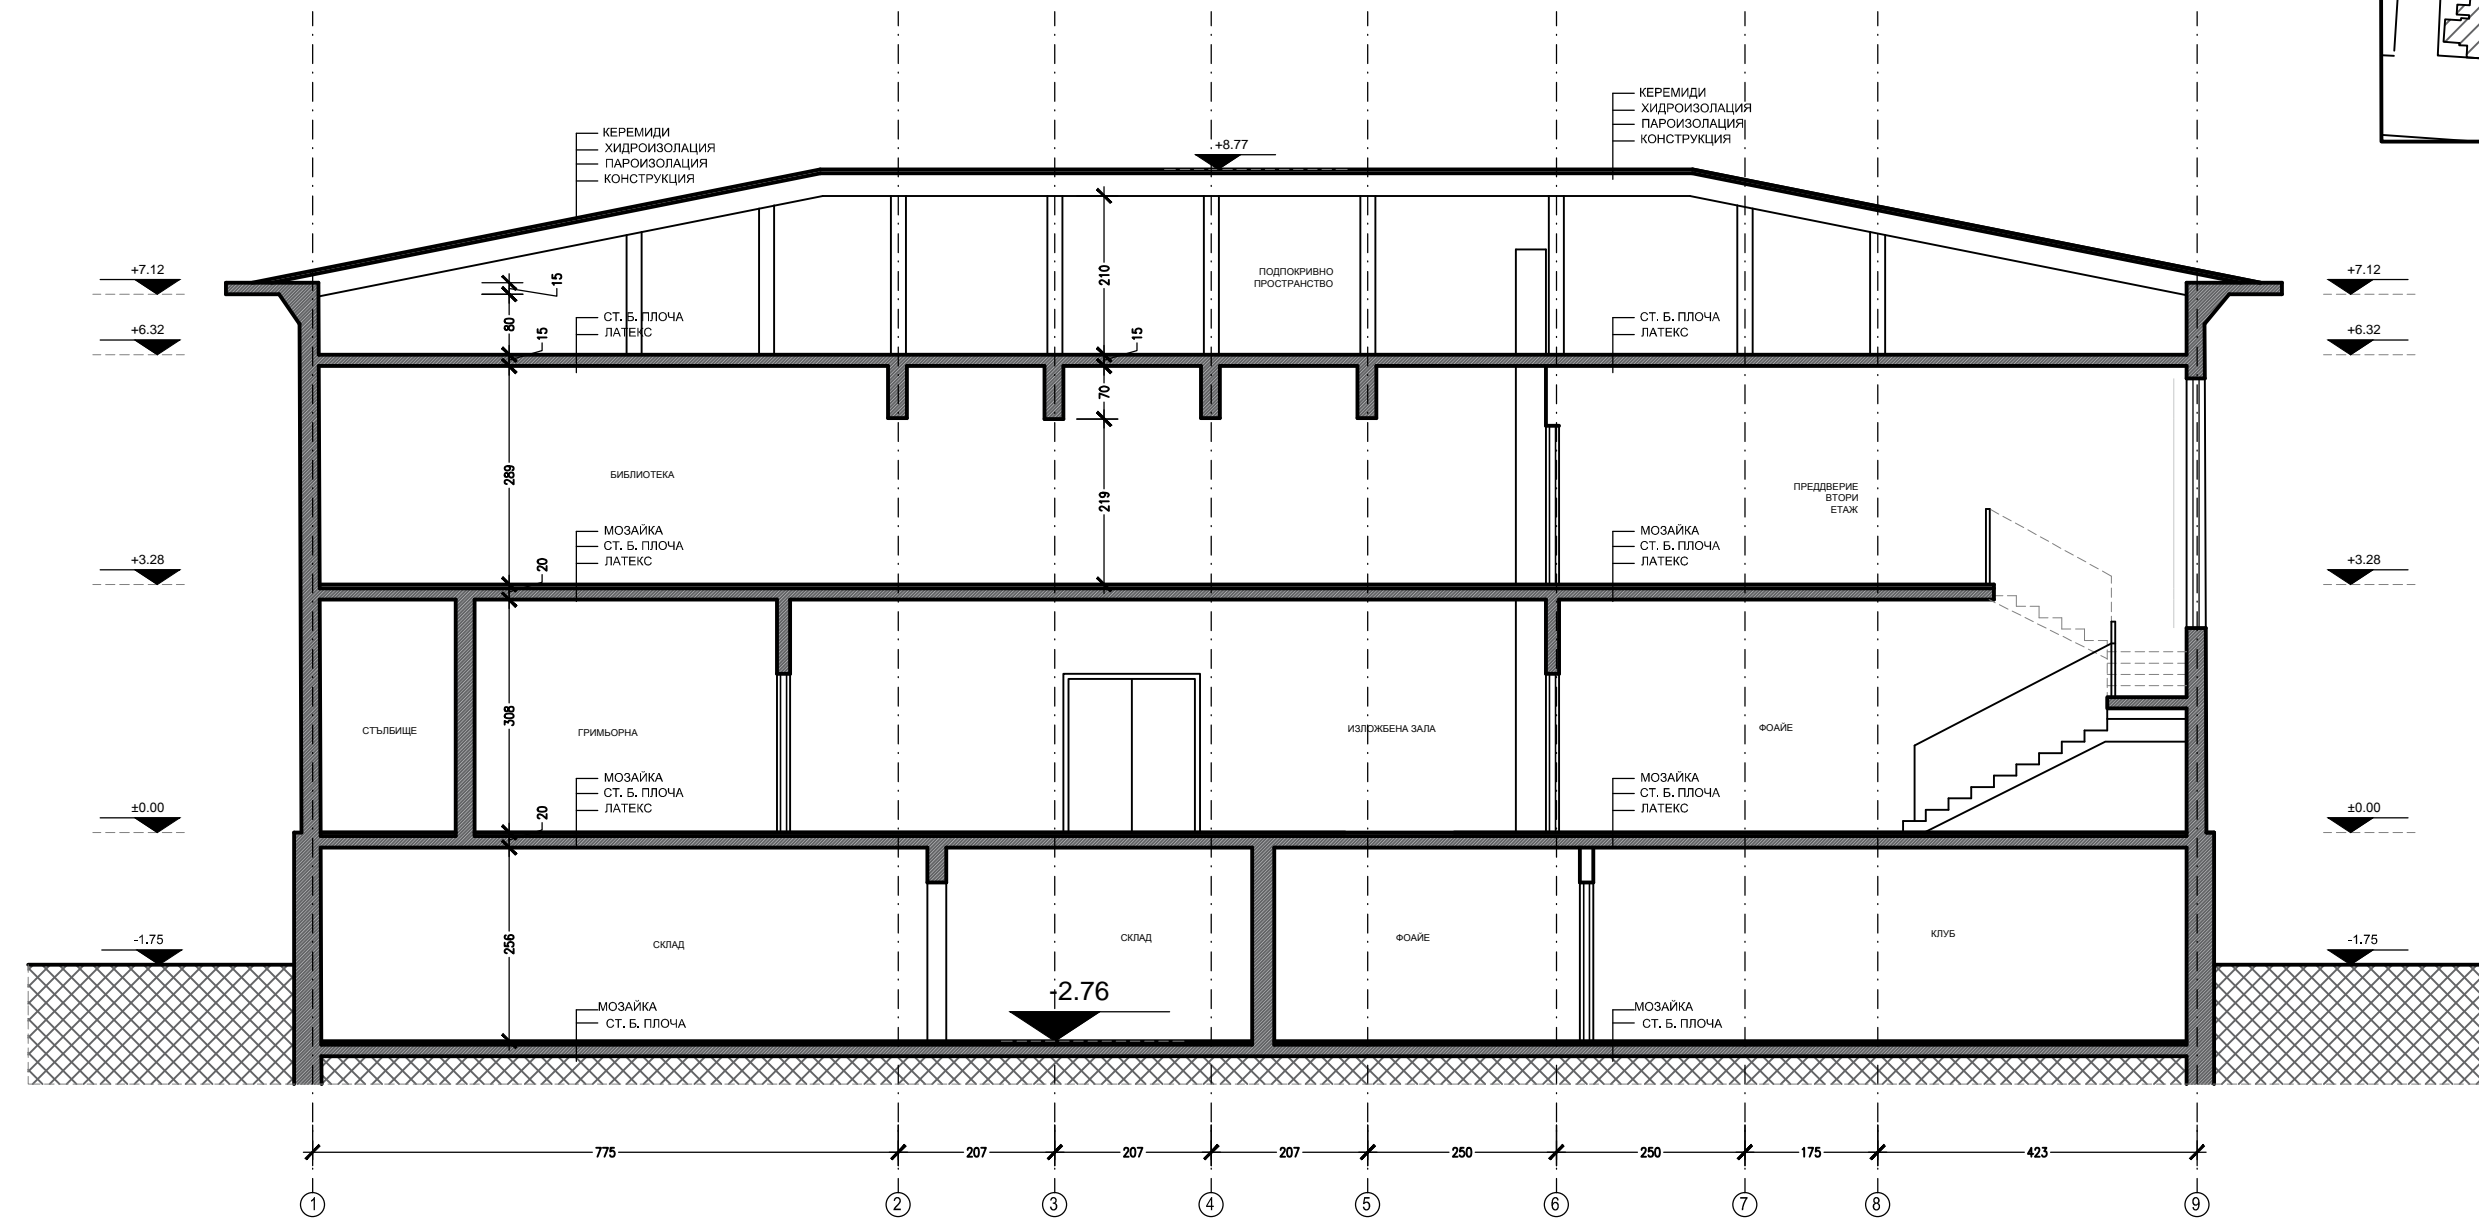 КЕРЕМИДИ
ХИДРОИЗОЛАЦИЯ
ПАРОИЗОЛАЦИЯ
КОНСТРУКЦИЯ
+8.77
КЕРЕМИДИ
ХИДРОИЗОЛАЦИЯ
ПАРОИЗОЛАЦИЯ
КОНСТРУКЦИЯ
+7.12
15
210
ПОДПОКРИВНО
ПРОСТРАНСТВО
+7.12
+6.32
80
15
СТ. Б. ПЛОЧА
ЛАТЕКС
15
СТ. Б. ПЛОЧА
ЛАТЕКС
+6.32
70
289
БИБЛИОТЕКА
219
ПРЕДДВЕРИЕ
ВТОРИ
ЕТАЖ
+3.28
20
МОЗАЙКА
СТ. Б. ПЛОЧА
ЛАТЕКС
МОЗАЙКА
СТ. Б. ПЛОЧА
ЛАТЕКС
+3.28
СТЪЛБИЩЕ
308
ГРИМЬОРНА
ИЗЛОЖБЕНА ЗАЛА
ФОАЙЕ
±0.00
20
МОЗАЙКА
СТ. Б. ПЛОЧА
ЛАТЕКС
МОЗАЙКА
СТ. Б. ПЛОЧА
ЛАТЕКС
±0.00
-1.75
256
СКЛАД
СКЛАД
ФОАЙЕ
КЛУБ
-1.75
-2.76
МОЗАЙКА
СТ. Б. ПЛОЧА
МОЗАЙКА
СТ. Б. ПЛОЧА
775 207 207 207 250 250 175 423
1 2 3 4 5 6 7 8 9